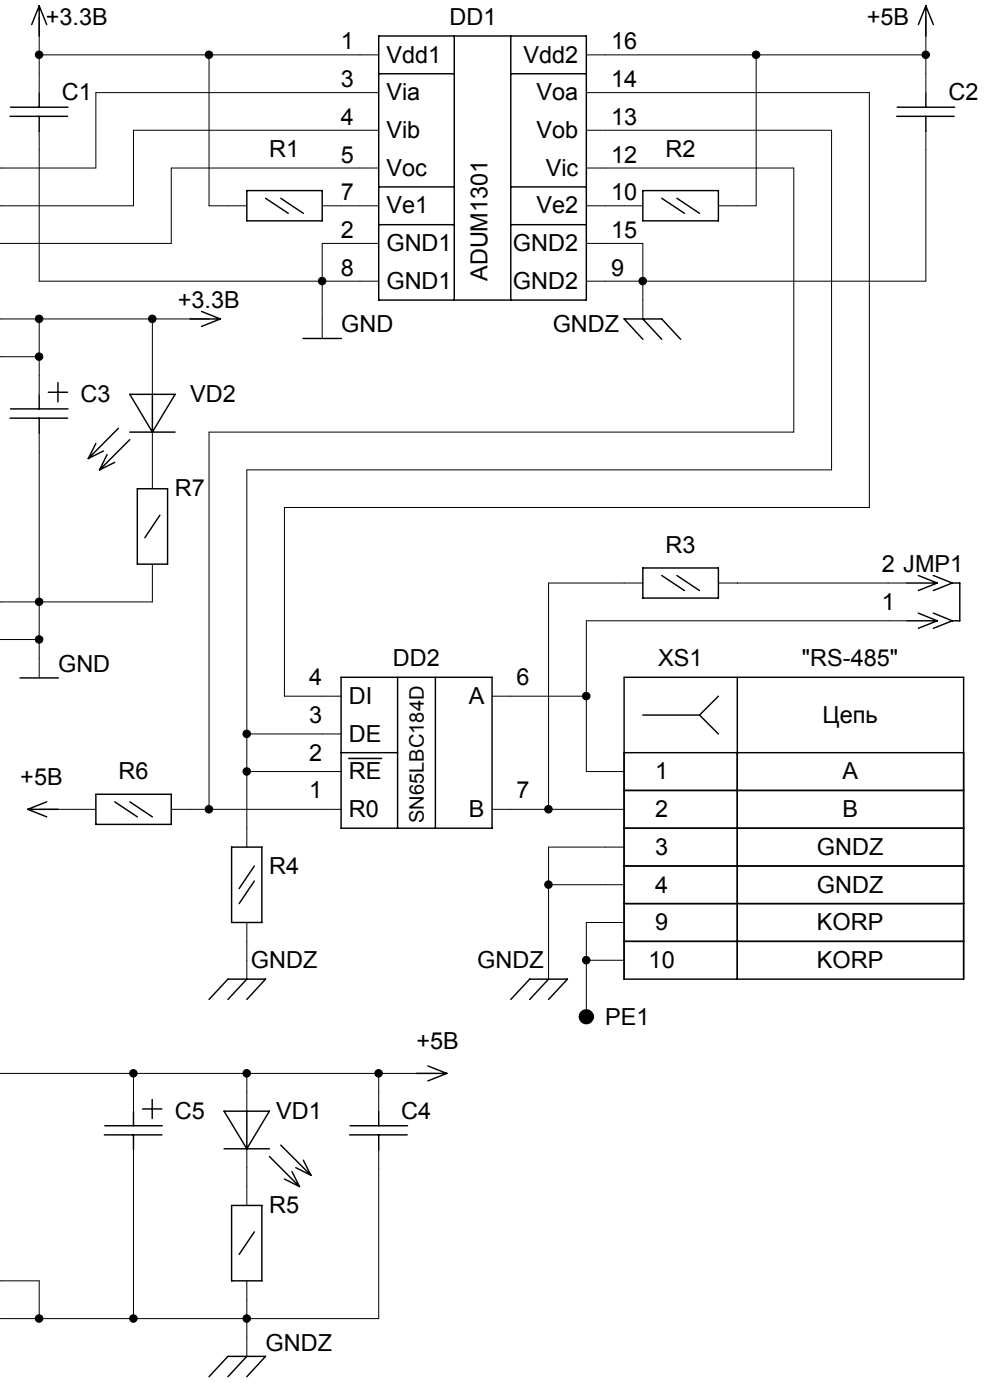 +3.3В DD1 +5В
1 Vdd1 Vdd2 16
C1 3 Via Voa 14 C2
4 Vib Vob 13
R1 5 Voc Vic 12 R2
7 Ve1 Ve2 10
2 GND1 GND2 15
8 GND1 GND2 9
ADUM1301
+3.3В GND GNDZ
+ C3 VD2
R7
R3 2 JMP1
1
GND
DD2 XS1 "RS-485"
4 DI A 6
3 DE Цепь
2 RE
1 R0 B 7
SN65LBC184D
+5В R6
1 A
2 B
3 GNDZ
4 GNDZ
9 KORP
10 KORP
R4
GNDZ GNDZ
PE1
+5В
+ C5 VD1 C4
R5
GNDZ